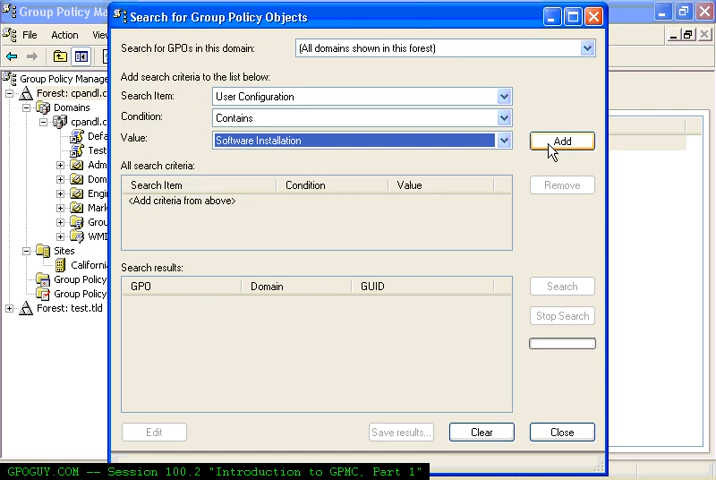 Group Policy Ma
Search for Group Policy Objects
File Action Vie
Search for GPOs in this domain: (All domains shown in this forest)
Group Policy Manage
Add search criteria to the list below:
Forest: cpandl.c
Search Item: User Configuration
Domains
Condition: Contains
cpandl.c
Value: Software Installation
Add
Defa
Test
Adm
All search criteria:
Dom
Search Item Condition Value
Remove
Engin
<Add criteria from above>
Mark
Grou
WMI
Sites
Californi
Search results:
Group Policy
GPO Domain GUID
Search
Group Policy
Forest: test.tld
Stop Search
Edit
Save results...
Clear
Close
GPOGUY.COM -- Session 100.2 "Introduction to GPMC, Part 1"